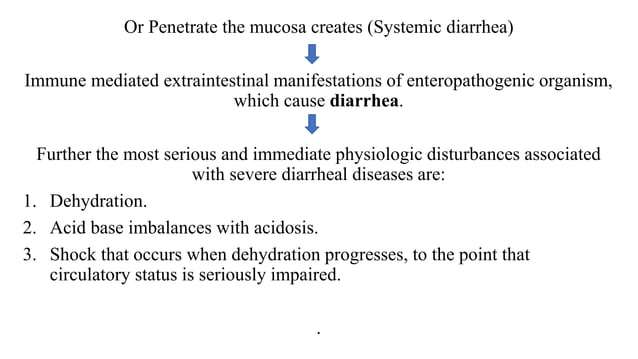 Or Penetrate the mucosa creates (Systemic diarrhea)
Immune mediated extraintestinal manifestations of enteropathogenic organism,
which cause diarrhea.
Further the most serious and immediate physiologic disturbances associated
with severe diarrheal diseases are:
1. Dehydration.
2. Acid base imbalances with acidosis.
3. Shock that occurs when dehydration progresses, to the point that
circulatory status is seriously impaired.
.